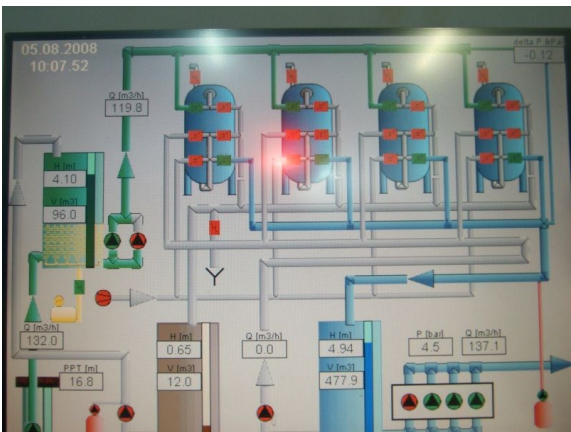 05.08.2008
10:07.52
delta P [kPa]
-0.12
Q [m3/h]
119.8
H [m]
4.10
V [m3]
96.0
Q [m3/h]
132.0
PPT [m]
16.8
H [m]
0.65
V [m3]
12.0
Q [m3/h]
0.0
H [m]
4.94
V [m3]
477.9
P [bar]
4.5
Q [m3/h]
137.1